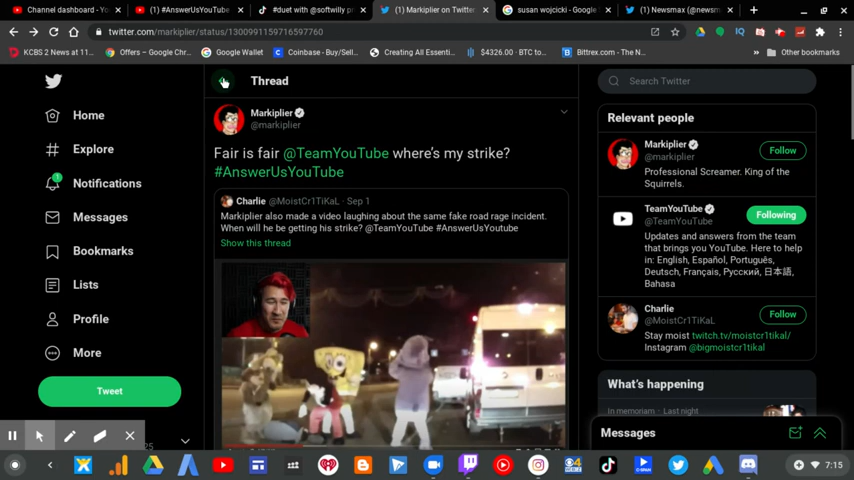 Channel dashboard - You
(1) #AnswerUsYouTube
#duet with @softwilly pr
(1) Markiplier on Twitter
susan wojcicki - Google
(1) Newsmax (@newsm
twitter.com/markiplier/status/1300991159716597760
KCBS 2 News at 11...
Offers – Google Chr...
Google Wallet
Coinbase - Buy/Sell...
Creating All Essenti...
$4326.00 - BTC to...
Bittrex.com - The N...
Other bookmarks
Thread
Search Twitter
Home
Explore
1
Notifications
Messages
Bookmarks
Lists
Profile
More
Tweet
Markiplier
@markiplier
Fair is fair @TeamYouTube where's my strike?
#AnswerUsYouTube
Charlie @MoistCr1TiKaL · Sep 1
Markiplier also made a video laughing about the same fake road rage incident.
When will he be getting his strike? @TeamYouTube #AnswerUsYoutube
Show this thread
Relevant people
Markiplier
@markiplier
Follow
Professional Screamer. King of the
Squirrels.
TeamYouTube
@TeamYouTube
Following
Updates and answers from the team
that brings you YouTube. Here to help
in: English, Español, Português,
Deutsch, Français, Русский, 日本語,
Bahasa
Charlie
@MoistCr1TiKaL
Follow
Stay moist twitch.tv/moistcr1tikal/
Instagram @bigmoistcr1tikal
What's happening
In memoriam · Last night
Messages
7:15